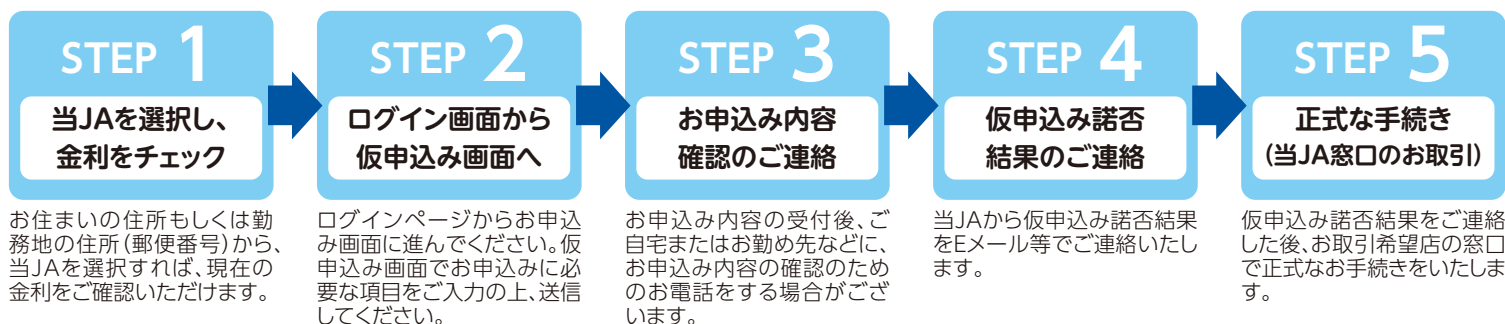 STEP 1
当JAを選択し、
金利をチェック
お住まいの住所もしくは勤
務地の住所(郵便番号)から、
当JAを選択すれば、現在の
金利をご確認いただけます。
STEP 2
ログイン画面から
仮申込み画面へ
ログインページからお申込
み画面に進んでください。仮
申込み画面でお申込みに必
要な項目をご入力の上、送信
してください。
STEP 3
お申込み内容
確認のご連絡
お申込み内容の受付後、ご
自宅またはお勤め先などに、
お申込み内容の確認のため
のお電話をする場合がござ
います。
STEP 4
仮申込み諾否
結果のご連絡
当JAから仮申込み諾否結果
をEメール等でご連絡いたし
ます。
STEP 5
正式な手続き
(当JA窓口のお取引)
仮申込み諾否結果をご連絡
した後、お取引希望店の窓口
で正式なお手続きをいたしま
す。